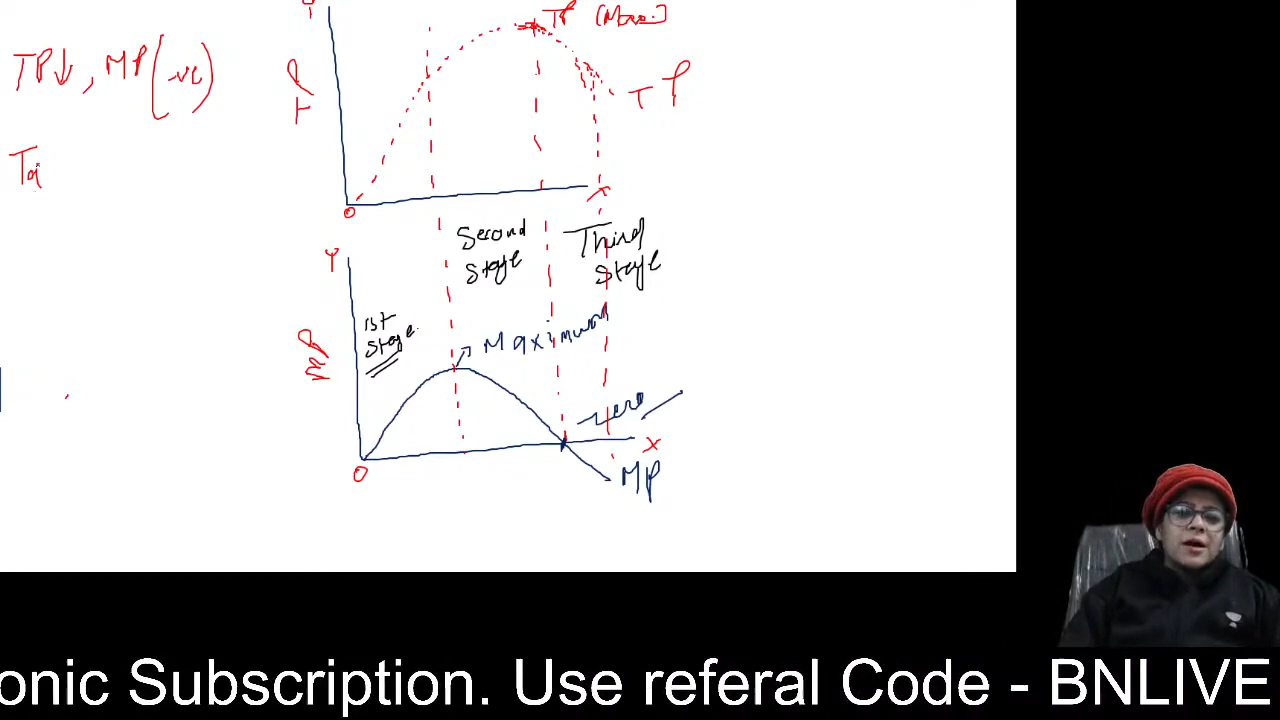 TP (Max.)
TP↓, MP(-ve)
TP
TP
Ta
X
O
Second
Stage
Third
Stage
Y
1st
Stage
Maximum
MP
Zero
X
MP
O
onic Subscription. Use referal Code - BNLIVE